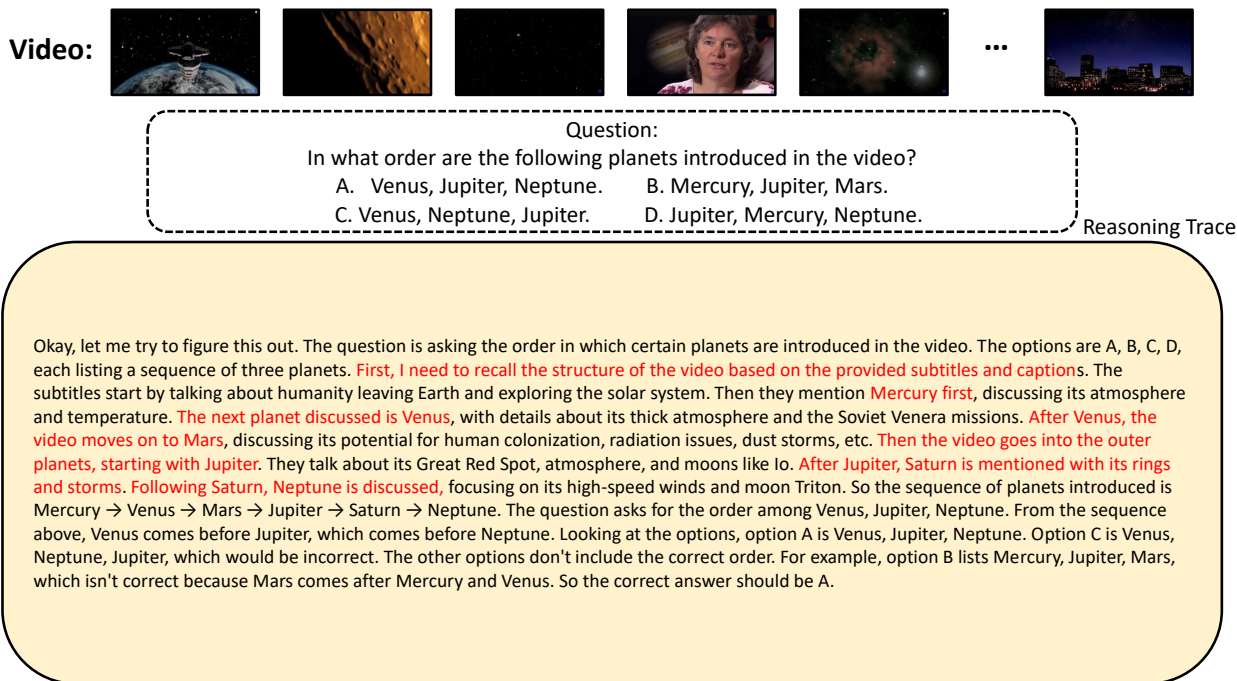 Video:
...
Question:
In what order are the following planets introduced in the video?
A. Venus, Jupiter, Neptune. B. Mercury, Jupiter, Mars.
C. Venus, Neptune, Jupiter. D. Jupiter, Mercury, Neptune.
Reasoning Trace
Okay, let me try to figure this out. The question is asking the order in which certain planets are introduced in the video. The options are A, B, C, D,
each listing a sequence of three planets. First, I need to recall the structure of the video based on the provided subtitles and captions. The
subtitles start by talking about humanity leaving Earth and exploring the solar system. Then they mention Mercury first, discussing its atmosphere
and temperature. The next planet discussed is Venus, with details about its thick atmosphere and the Soviet Venera missions. After Venus, the
video moves on to Mars, discussing its potential for human colonization, radiation issues, dust storms, etc. Then the video goes into the outer
planets, starting with Jupiter. They talk about its Great Red Spot, atmosphere, and moons like Io. After Jupiter, Saturn is mentioned with its rings
and storms. Following Saturn, Neptune is discussed, focusing on its high-speed winds and moon Triton. So the sequence of planets introduced is
Mercury → Venus → Mars → Jupiter → Saturn → Neptune. The question asks for the order among Venus, Jupiter, Neptune. From the sequence
above, Venus comes before Jupiter, which comes before Neptune. Looking at the options, option A is Venus, Jupiter, Neptune. Option C is Venus,
Neptune, Jupiter, which would be incorrect. The other options don't include the correct order. For example, option B lists Mercury, Jupiter, Mars,
which isn't correct because Mars comes after Mercury and Venus. So the correct answer should be A.